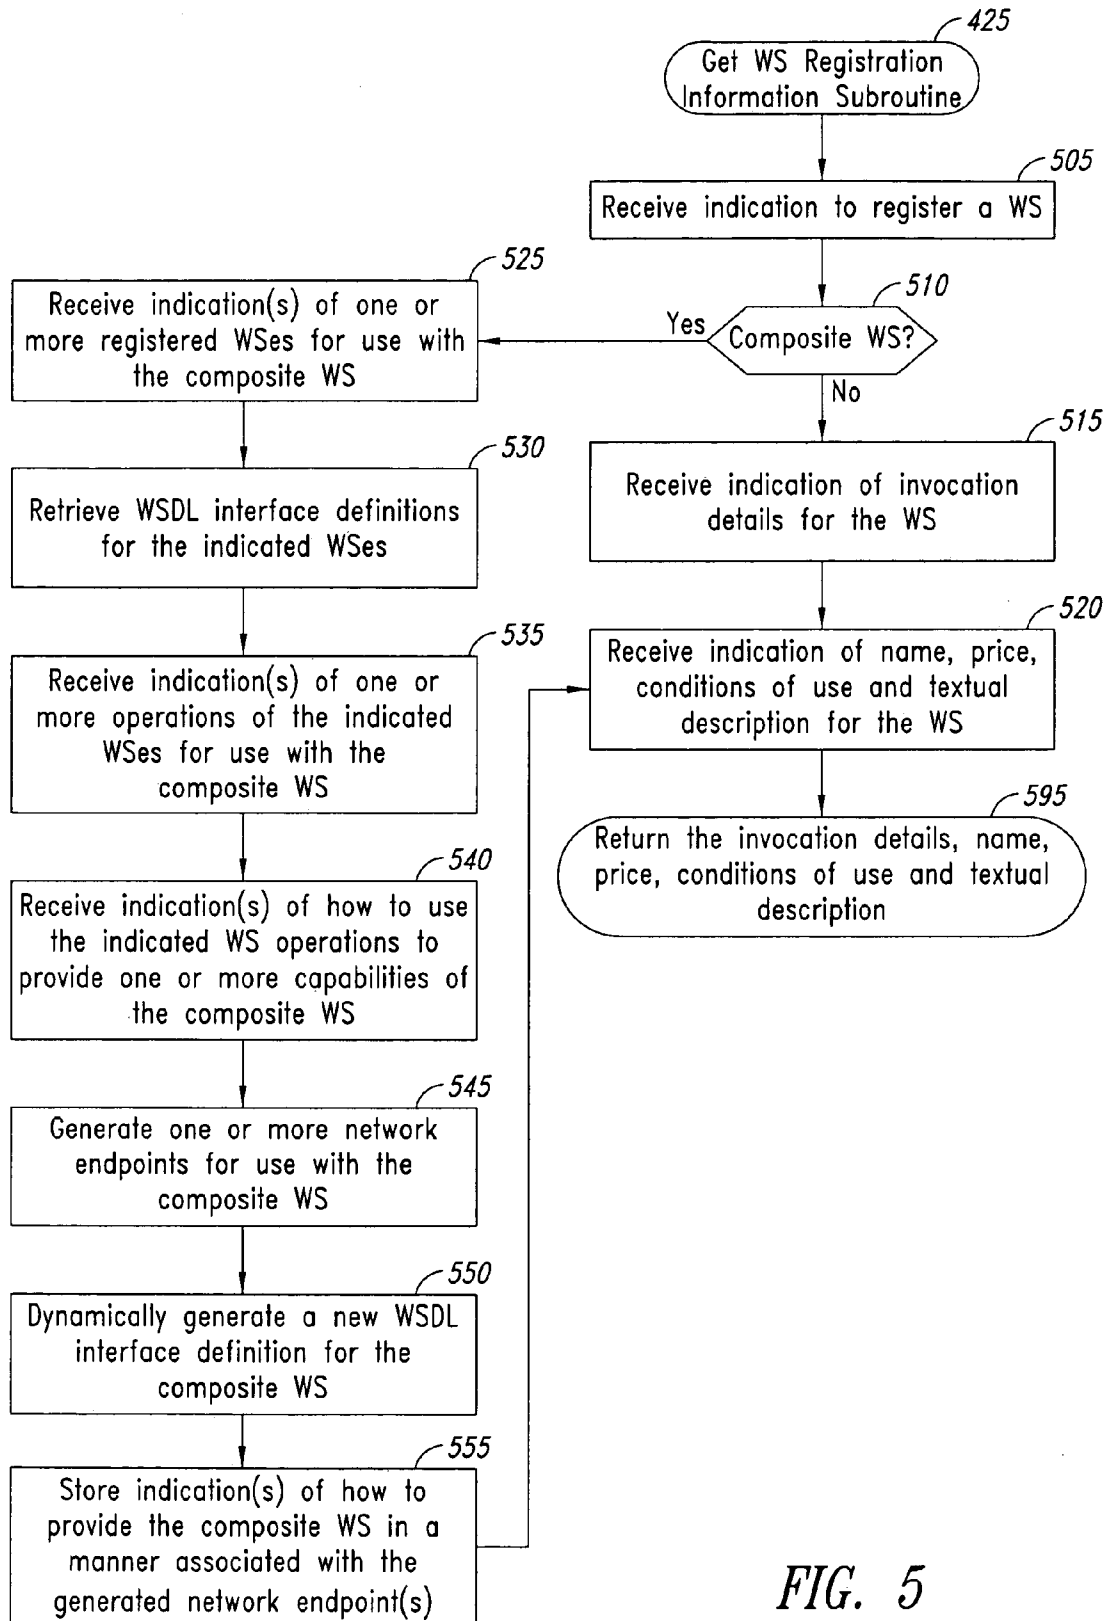 425
Get WS Registration
Information Subroutine
505
Receive indication to register a WS
510
Composite WS?
Yes
No
515
Receive indication of invocation
details for the WS
520
Receive indication of name, price,
conditions of use and textual
description for the WS
595
Return the invocation details, name,
price, conditions of use and textual
description
525
Receive indication(s) of one or
more registered WSes for use with
the composite WS
530
Retrieve WSDL interface definitions
for the indicated WSes
535
Receive indication(s) of one or
more operations of the indicated
WSes for use with the
composite WS
540
Receive indication(s) of how to use
the indicated WS operations to
provide one or more capabilities of
the composite WS
545
Generate one or more network
endpoints for use with the
composite WS
550
Dynamically generate a new WSDL
interface definition for the
composite WS
555
Store indication(s) of how to
provide the composite WS in a
manner associated with the
generated network endpoint(s)
FIG. 5